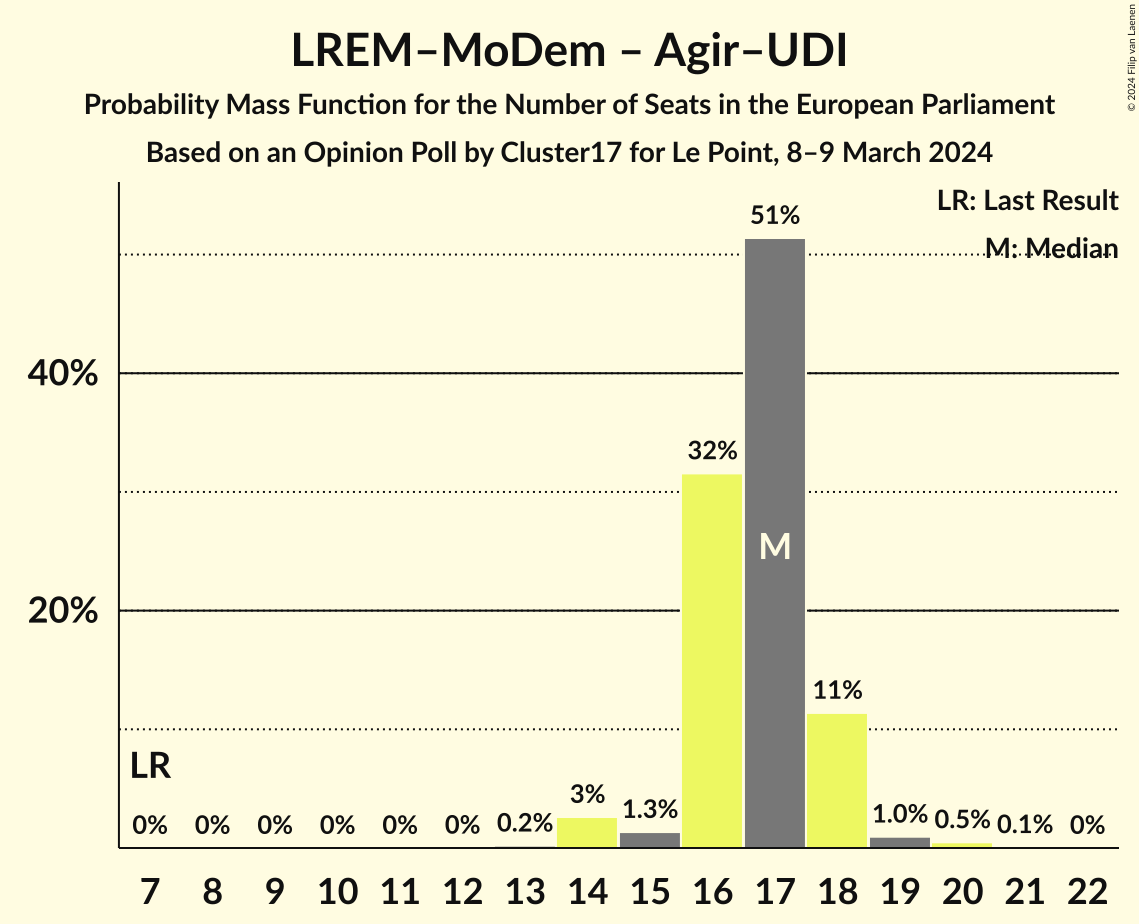 LREM–MoDem – Agir–UDI
Probability Mass Function for the Number of Seats in the European Parliament
Based on an Opinion Poll by Cluster17 for Le Point, 8–9 March 2024
© 2024 Filip van Laenen
LR: Last Result
M: Median
51%
40%
32%
M
20%
11%
LR
3%
1.3%
1.0%
0.5%
0.1%
0.2%
0% 0% 0% 0% 0% 0% 0%
7 8 9 10 11 12 13 14 15 16 17 18 19 20 21 22